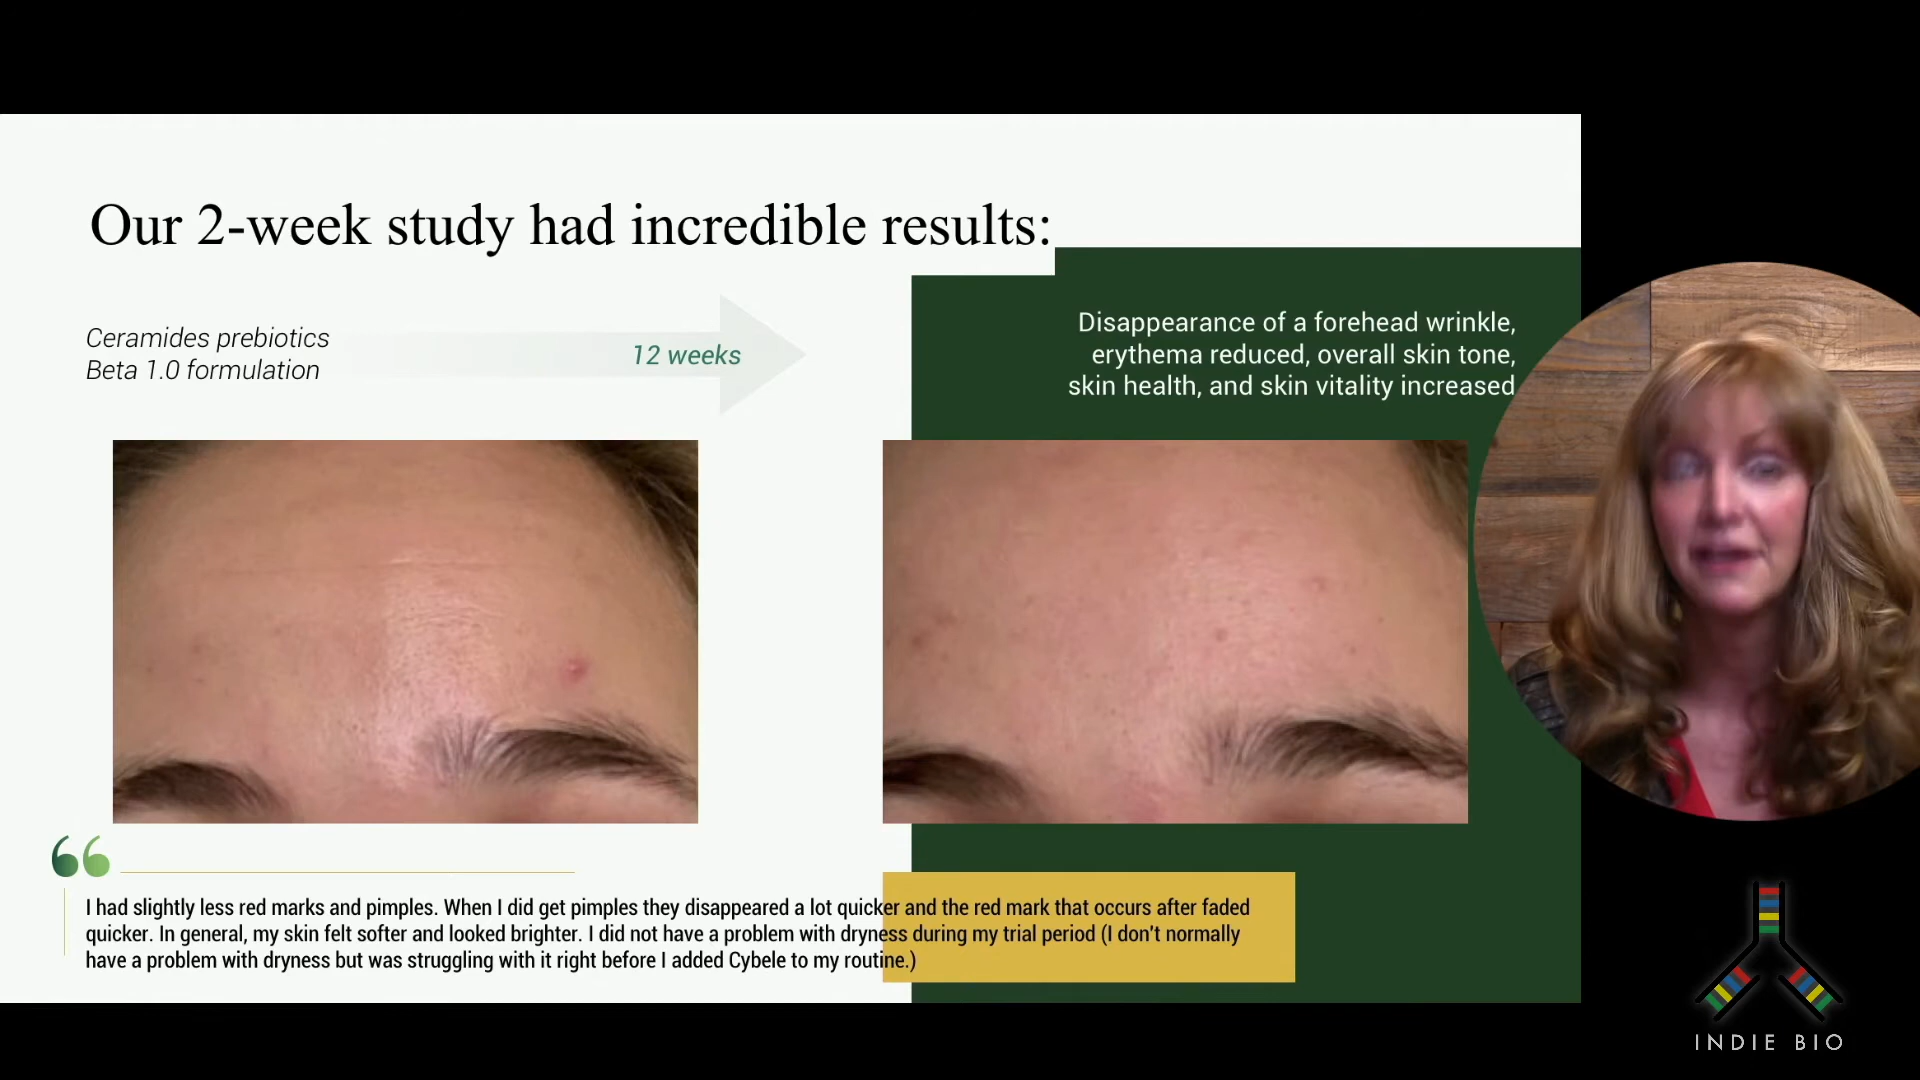 Our 2-week study had incredible results:
Ceramides prebiotics
Beta 1.0 formulation
12 weeks
Disappearance of a forehead wrinkle,
erythema reduced, overall skin tone,
skin health, and skin vitality increased
I had slightly less red marks and pimples. When I did get pimples they disappeared a lot quicker and the red mark that occurs after faded
quicker. In general, my skin felt softer and looked brighter. I did not have a problem with dryness during my trial period (I don't normally
have a problem with dryness but was struggling with it right before I added Cybele to my routine.)
INDIE BIO